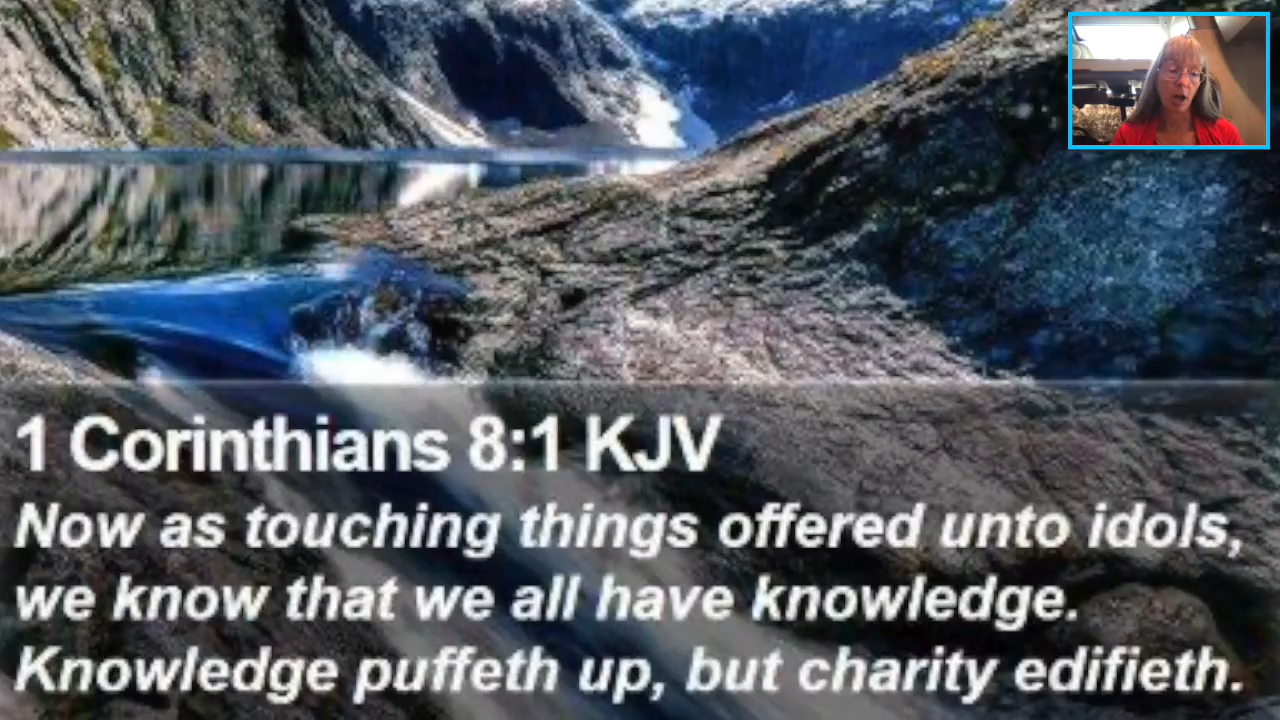 1 Corinthians 8:1 KJV
Now as touching things offered unto idols,
we know that we all have knowledge.
Knowledge puffeth up, but charity edifieth.